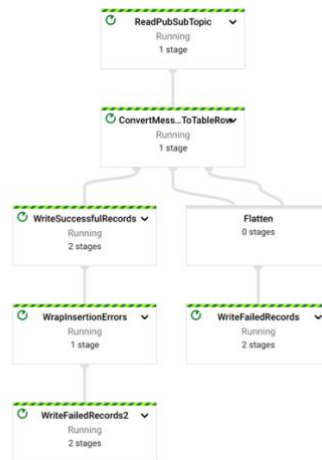 ReadPubSubTopic
Running
1 stage
ConvertMess...ToTableRow
Running
1 stage
WriteSuccessfulRecords
Running
2 stages
Flatten
0 stages
WrapInsertionErrors
Running
1 stage
WriteFailedRecords
Running
2 stages
WriteFailedRecords2
Running
2 stages